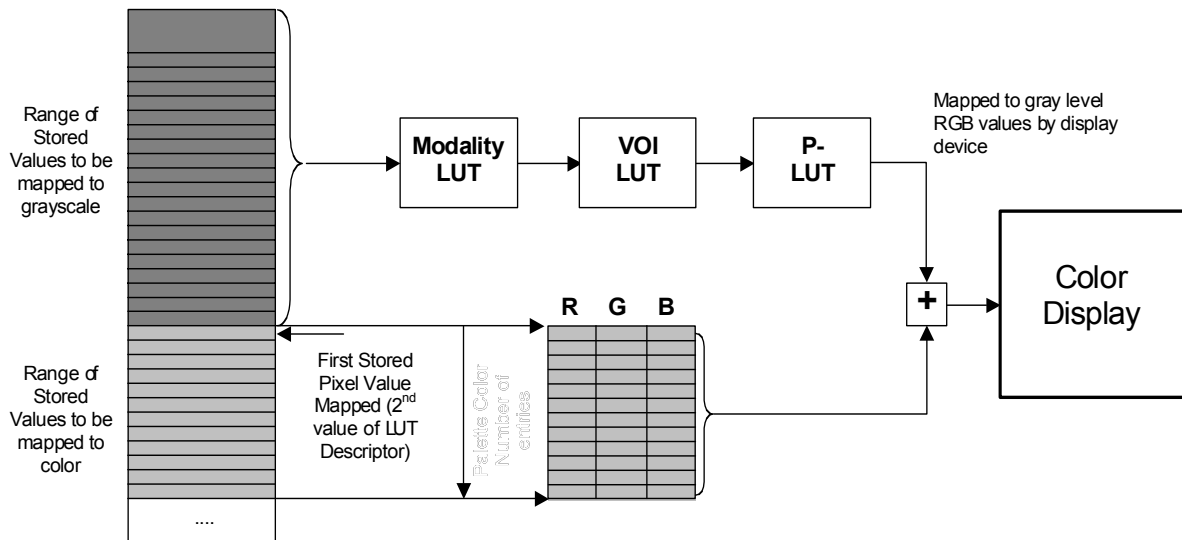 Range of
Stored
Values to be
mapped to
grayscale
Modality
LUT
VOI
LUT
P-
LUT
Mapped to gray level
RGB values by display
device
Color
Display
+
R G B
Range of
Stored
Values to be
mapped to
color
First Stored
Pixel Value
Mapped (2nd
value of LUT
Descriptor)
Palette Color
Number of
entries
....